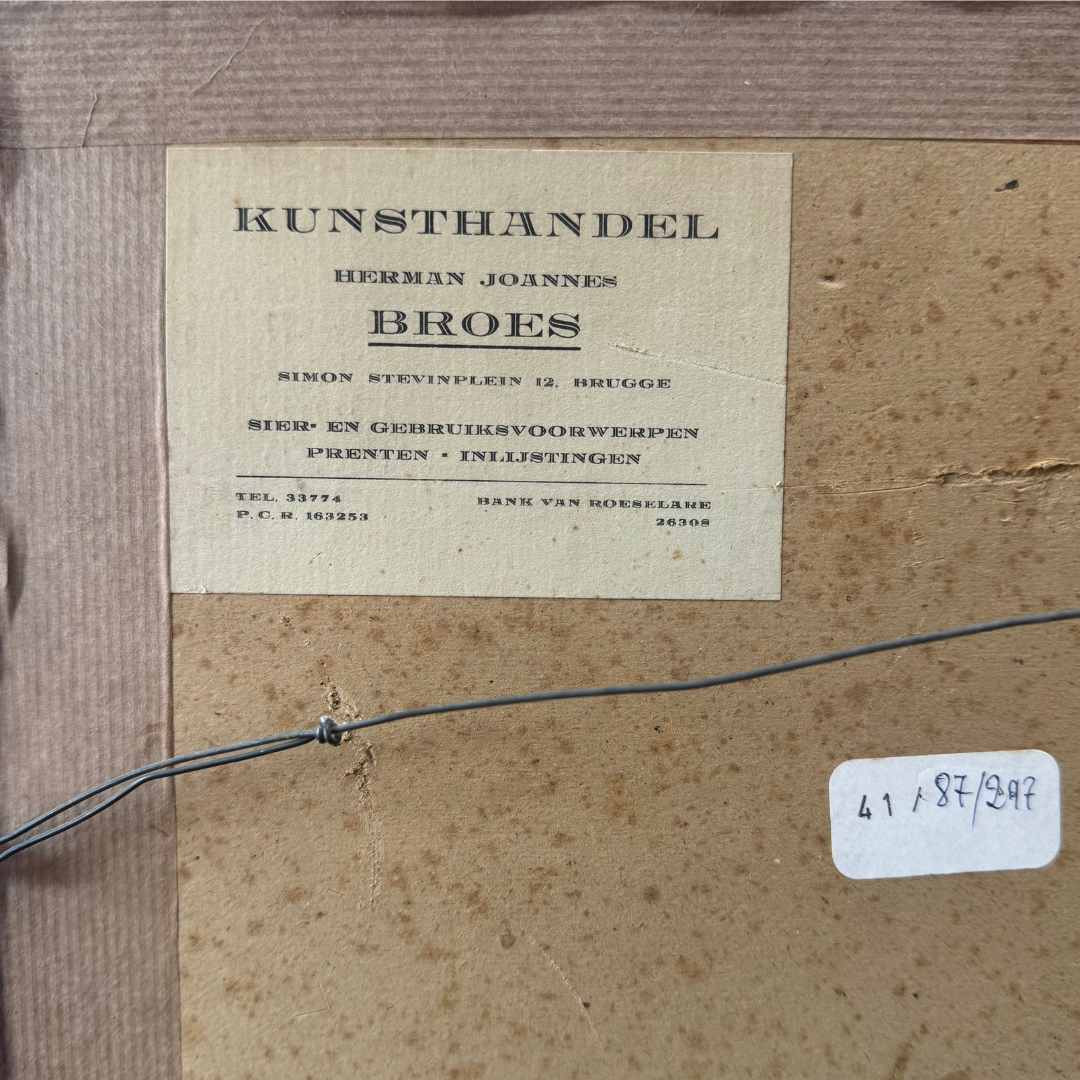 KUNSTHANDEL
HERMAN JOANNES
BROES
SIMON STEVINPLEIN 12, BRUGGE
SIER- EN GEBRUIKSVOORWERPEN
PRENTEN - INLIJSTINGEN
TEL. 33774
P. C. R. 163253
BANK VAN ROESELARE
26308
41 / 87/297